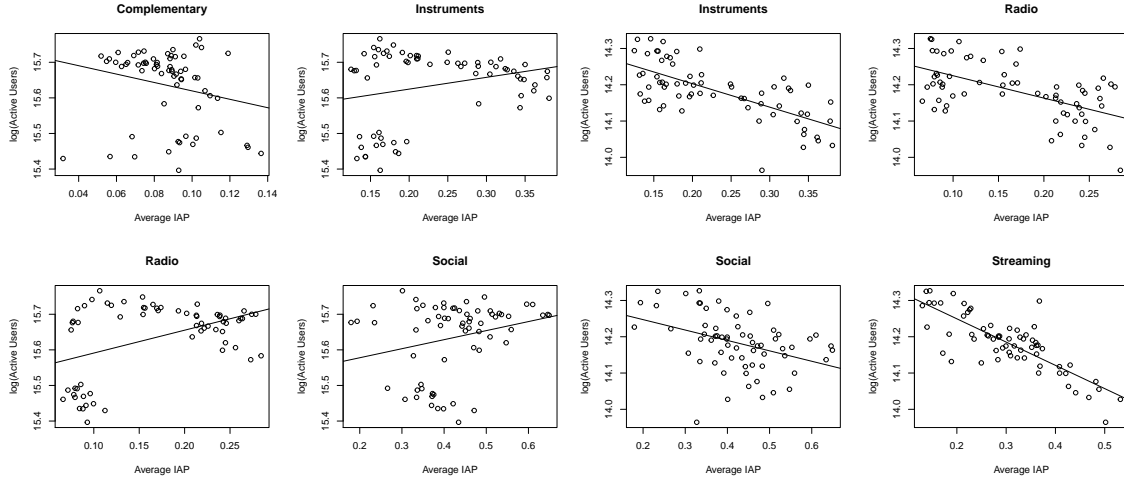 Complementary
Instruments
Instruments
Radio
log(Active Users)
15.4 15.5 15.6 15.7
0.04 0.06 0.08 0.10 0.12 0.14
Average IAP
log(Active Users)
15.4 15.5 15.6 15.7
0.15 0.20 0.25 0.30 0.35
Average IAP
log(Active Users)
14.0 14.1 14.2 14.3
0.15 0.20 0.25 0.30 0.35
Average IAP
log(Active Users)
14.0 14.1 14.2 14.3
0.10 0.15 0.20 0.25
Average IAP
Radio
Social
Social
Streaming
log(Active Users)
15.4 15.5 15.6 15.7
0.10 0.15 0.20 0.25
Average IAP
log(Active Users)
15.4 15.5 15.6 15.7
0.2 0.3 0.4 0.5 0.6
Average IAP
log(Active Users)
14.0 14.1 14.2 14.3
0.2 0.3 0.4 0.5 0.6
Average IAP
log(Active Users)
14.0 14.1 14.2 14.3
0.2 0.3 0.4 0.5
Average IAP